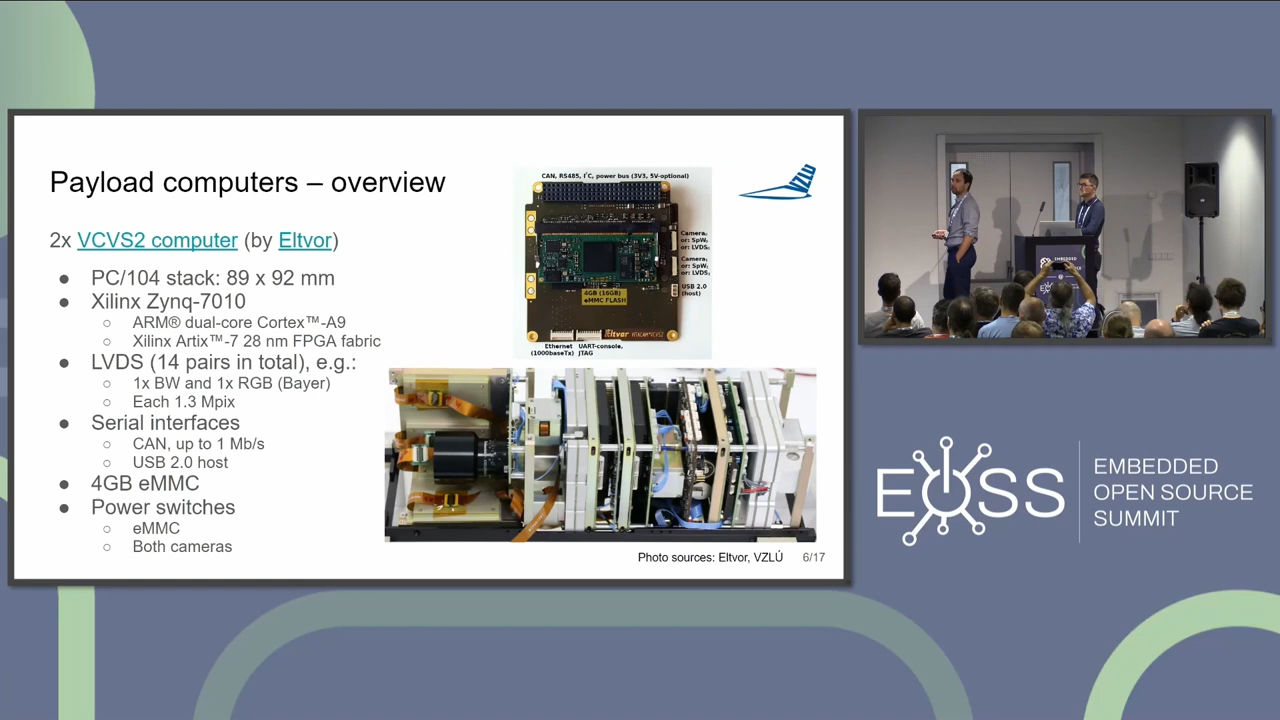 Payload computers – overview
2x VCVS2 computer (by Eltvor)
● PC/104 stack: 89 x 92 mm
● Xilinx Zynq-7010
○ ARM® dual-core Cortex™-A9
○ Xilinx Artix™-7 28 nm FPGA fabric
● LVDS (14 pairs in total), e.g.:
○ 1x BW and 1x RGB (Bayer)
○ Each 1.3 Mpix
● Serial interfaces
○ CAN, up to 1 Mb/s
○ USB 2.0 host
● 4GB eMMC
● Power switches
○ eMMC
○ Both cameras
CAN, RS485, I²C, power bus (3V3, 5V-optional)
Camera,
or: SpW,
or: LVDS,
Camera,
or: SpW,
or: LVDS,
USB 2.0
(host)
4GB (16GB)
eMMC FLASH
Eltvor
Ethernet
(1000baseTx)
UART-console,
JTAG
VZLU
Photo sources: Eltvor, VZLÚ
6/17
EMBEDDED
EOSS
EMBEDDED
OPEN SOURCE
SUMMIT